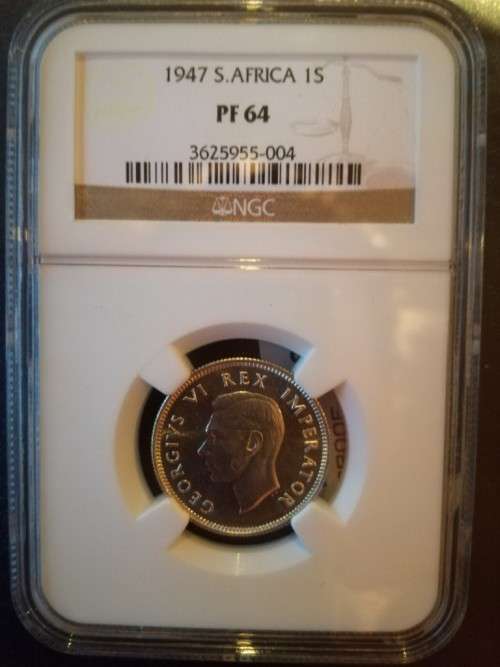 1947 S.AFRICA 1S
PF 64
3625955-004
NGC
GEORGIVS VI REX IMPERATOR